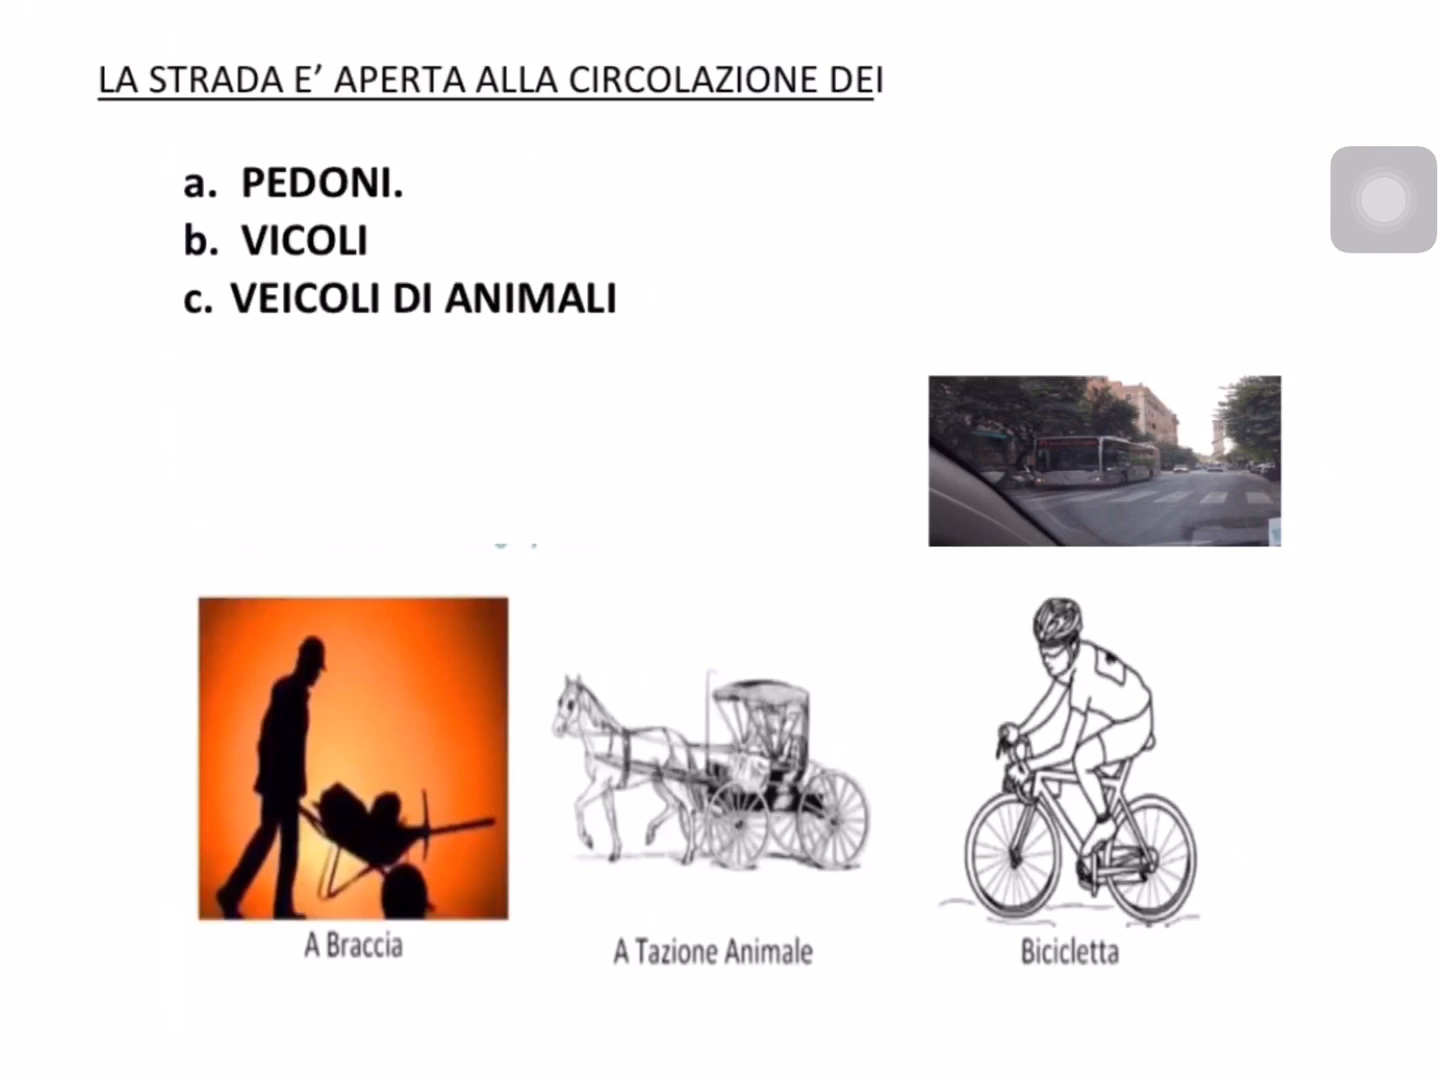 LA STRADA E’ APERTA ALLA CIRCOLAZIONE DEI
a. PEDONI.
b. VICOLI
c. VEICOLI DI ANIMALI
A Braccia
A Tazione Animale
Bicicletta